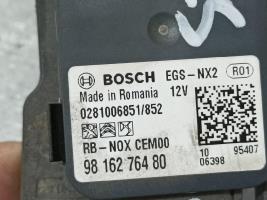 BOSCH EGS-NX2 R01
Made in Romania 12V
0281006851/852
RB-NOX CEM00
98 162 764 80
10 95407
06398